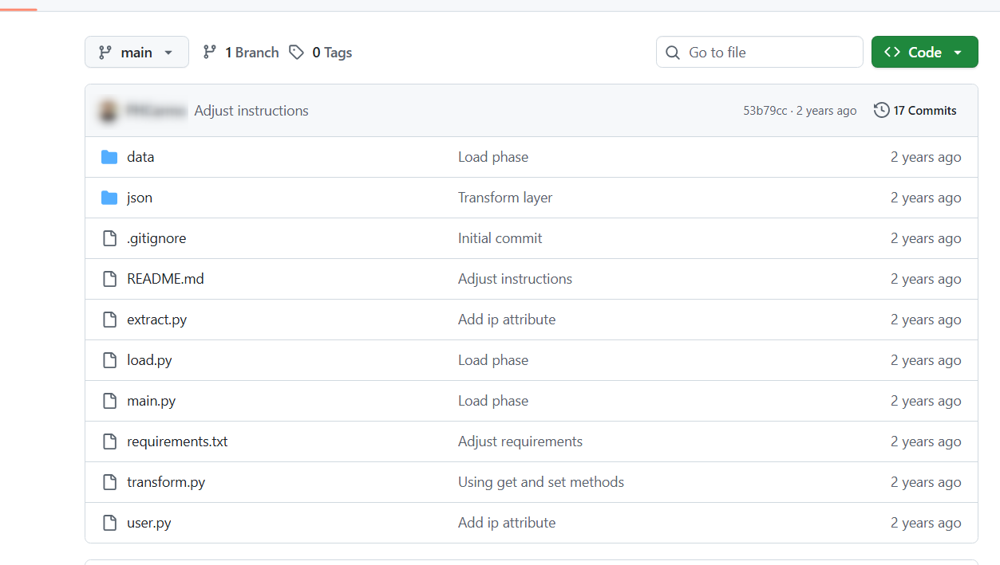 main 1 Branch 0 Tags Go to file Code
Adjust instructions 53b79cc · 2 years ago 17 Commits
data Load phase 2 years ago
json Transform layer 2 years ago
.gitignore Initial commit 2 years ago
README.md Adjust instructions 2 years ago
extract.py Add ip attribute 2 years ago
load.py Load phase 2 years ago
main.py Load phase 2 years ago
requirements.txt Adjust requirements 2 years ago
transform.py Using get and set methods 2 years ago
user.py Add ip attribute 2 years ago